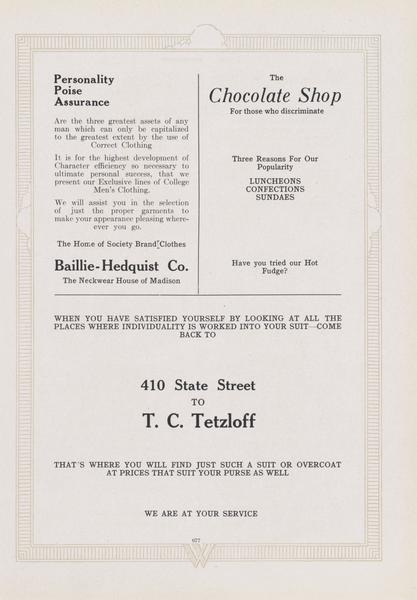 Personality
Poise
Assurance
Are the three greatest assets of any
man which can only be capitalized
to the greatest extent by the use of
Correct Clothing
It is for the highest development of
Character efficiency so necessary to
ultimate personal success, that we
present our Exclusive lines of College
Men's Clothing.
We will assist you in the selection
of just the proper garments to
make your appearance pleasing where-
ever you go.
The Home of Society Brand Clothes
Baillie-Hedquist Co.
The Neckwear House of Madison
The
Chocolate Shop
For those who discriminate
Three Reasons For Our
Popularity
LUNCHEONS
CONFECTIONS
SUNDAES
Have you tried our Hot
Fudge?
WHEN YOU HAVE SATISFIED YOURSELF BY LOOKING AT ALL THE
PLACES WHERE INDIVIDUALITY IS WORKED INTO YOUR SUIT—COME
BACK TO
410 State Street
TO
T. C. Tetzloff
THAT'S WHERE YOU WILL FIND JUST SUCH A SUIT OR OVERCOAT
AT PRICES THAT SUIT YOUR PURSE AS WELL
WE ARE AT YOUR SERVICE
677
W